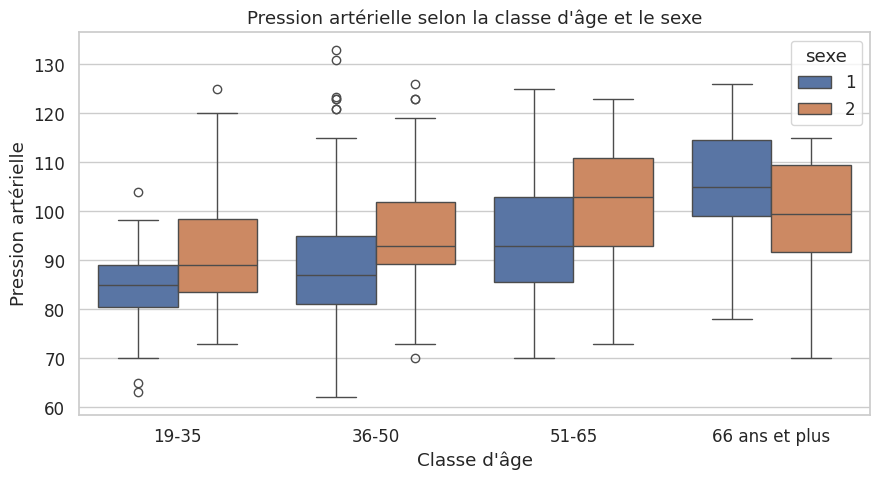 Pression artérielle selon la classe d'âge et le sexe
sexe
1
2
Pression artérielle
130
120
110
100
90
80
70
60
19-35
36-50
51-65
66 ans et plus
Classe d'âge